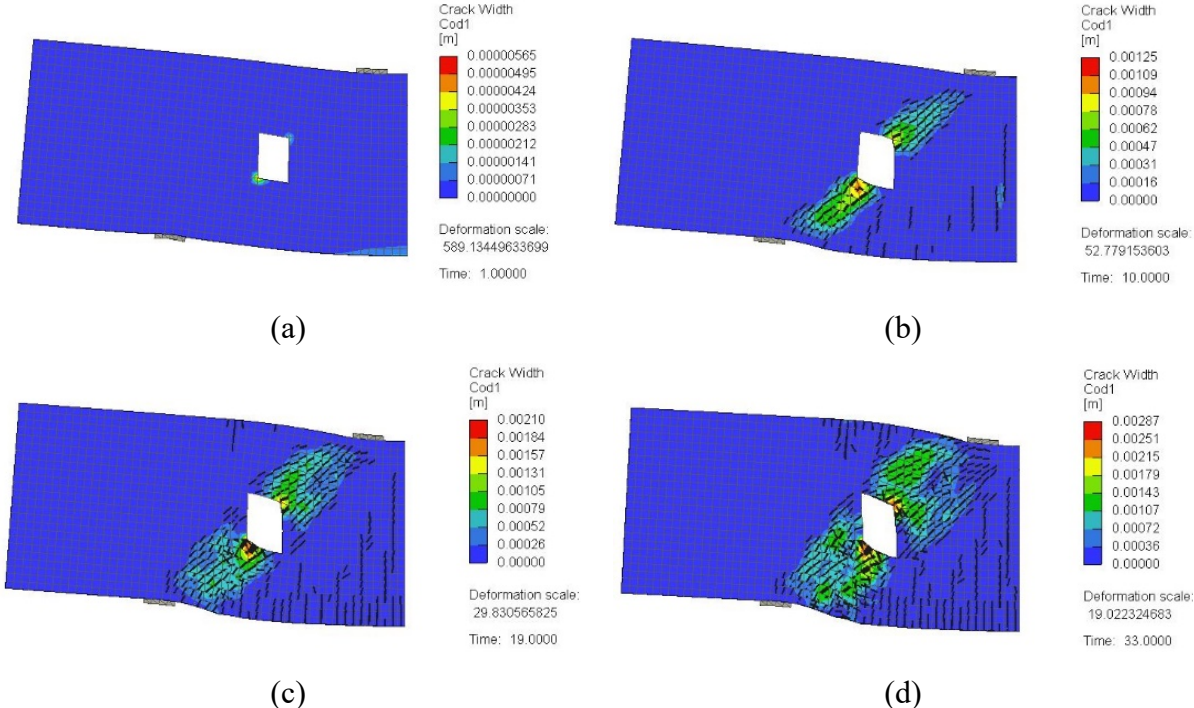 Crack Width
Cod1
[m]
0.00000565
0.00000495
0.00000424
0.00000353
0.00000283
0.00000212
0.00000141
0.00000071
0.00000000
Deformation scale:
589.13449633699
Time: 1.00000
(a)
Crack Width
Cod1
[m]
0.00125
0.00109
0.00094
0.00078
0.00062
0.00047
0.00031
0.00016
0.00000
Deformation scale:
52.779153603
Time: 10.0000
(b)
Crack Width
Cod1
[m]
0.00210
0.00184
0.00157
0.00131
0.00105
0.00079
0.00052
0.00026
0.00000
Deformation scale:
29.830565825
Time: 19.0000
(c)
Crack Width
Cod1
[m]
0.00287
0.00251
0.00215
0.00179
0.00143
0.00107
0.00072
0.00036
0.00000
Deformation scale:
19.022324683
Time: 33.0000
(d)